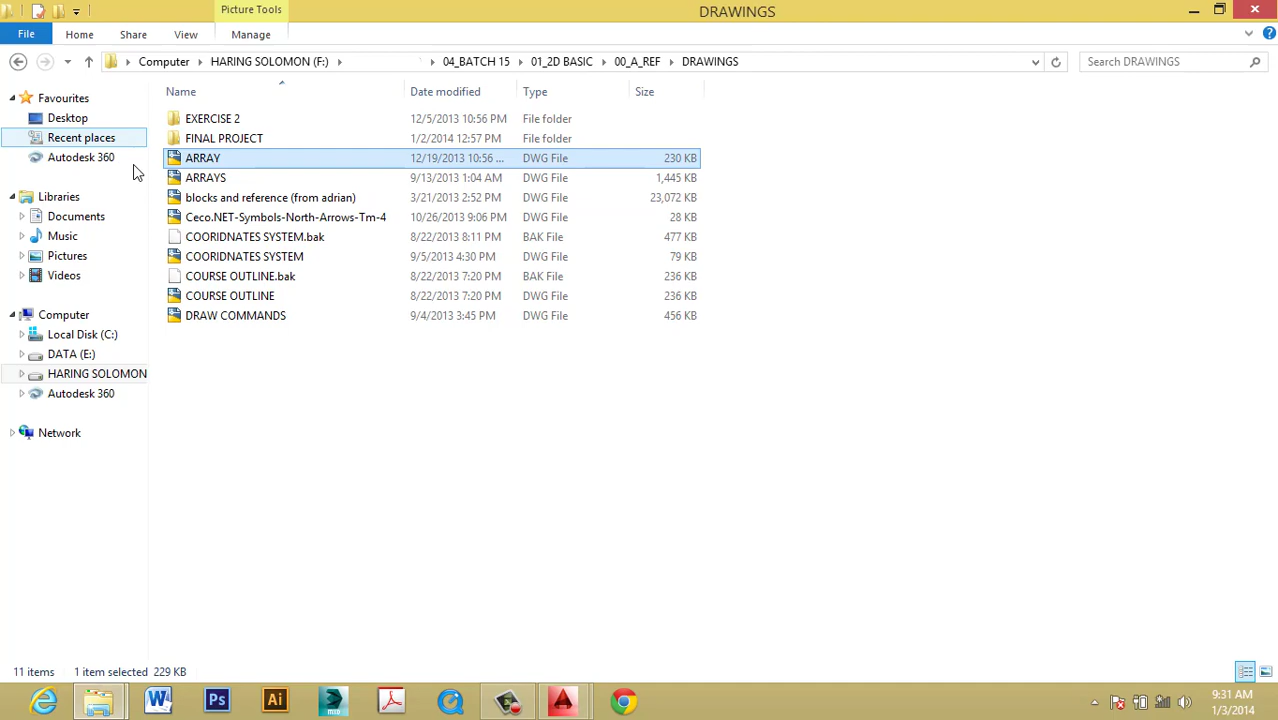 Picture Tools
DRAWINGS
File Home Share View Manage
Computer HARING SOLOMON (F:) 04_BATCH 15 01_2D BASIC 00_A_REF DRAWINGS
Search DRAWINGS
Name Date modified Type Size
Favourites
Desktop
Recent places
Autodesk 360
Libraries
Documents
Music
Pictures
Videos
Computer
Local Disk (C:)
DATA (E:)
HARING SOLOMON
Autodesk 360
Network
EXERCISE 2 12/5/2013 10:56 PM File folder
FINAL PROJECT 1/2/2014 12:57 PM File folder
ARRAY 12/19/2013 10:56 ... DWG File 230 KB
ARRAYS 9/13/2013 1:04 AM DWG File 1,445 KB
blocks and reference (from adrian) 3/21/2013 2:52 PM DWG File 23,072 KB
Ceco.NET-Symbols-North-Arrows-Tm-4 10/26/2013 9:06 PM DWG File 28 KB
COORIDNATES SYSTEM.bak 8/22/2013 8:11 PM BAK File 477 KB
COORIDNATES SYSTEM 9/5/2013 4:30 PM DWG File 79 KB
COURSE OUTLINE.bak 8/22/2013 7:20 PM BAK File 236 KB
COURSE OUTLINE 8/22/2013 7:20 PM DWG File 236 KB
DRAW COMMANDS 9/4/2013 3:45 PM DWG File 456 KB
11 items 1 item selected 229 KB
W Ps Ai
9:31 AM
1/3/2014